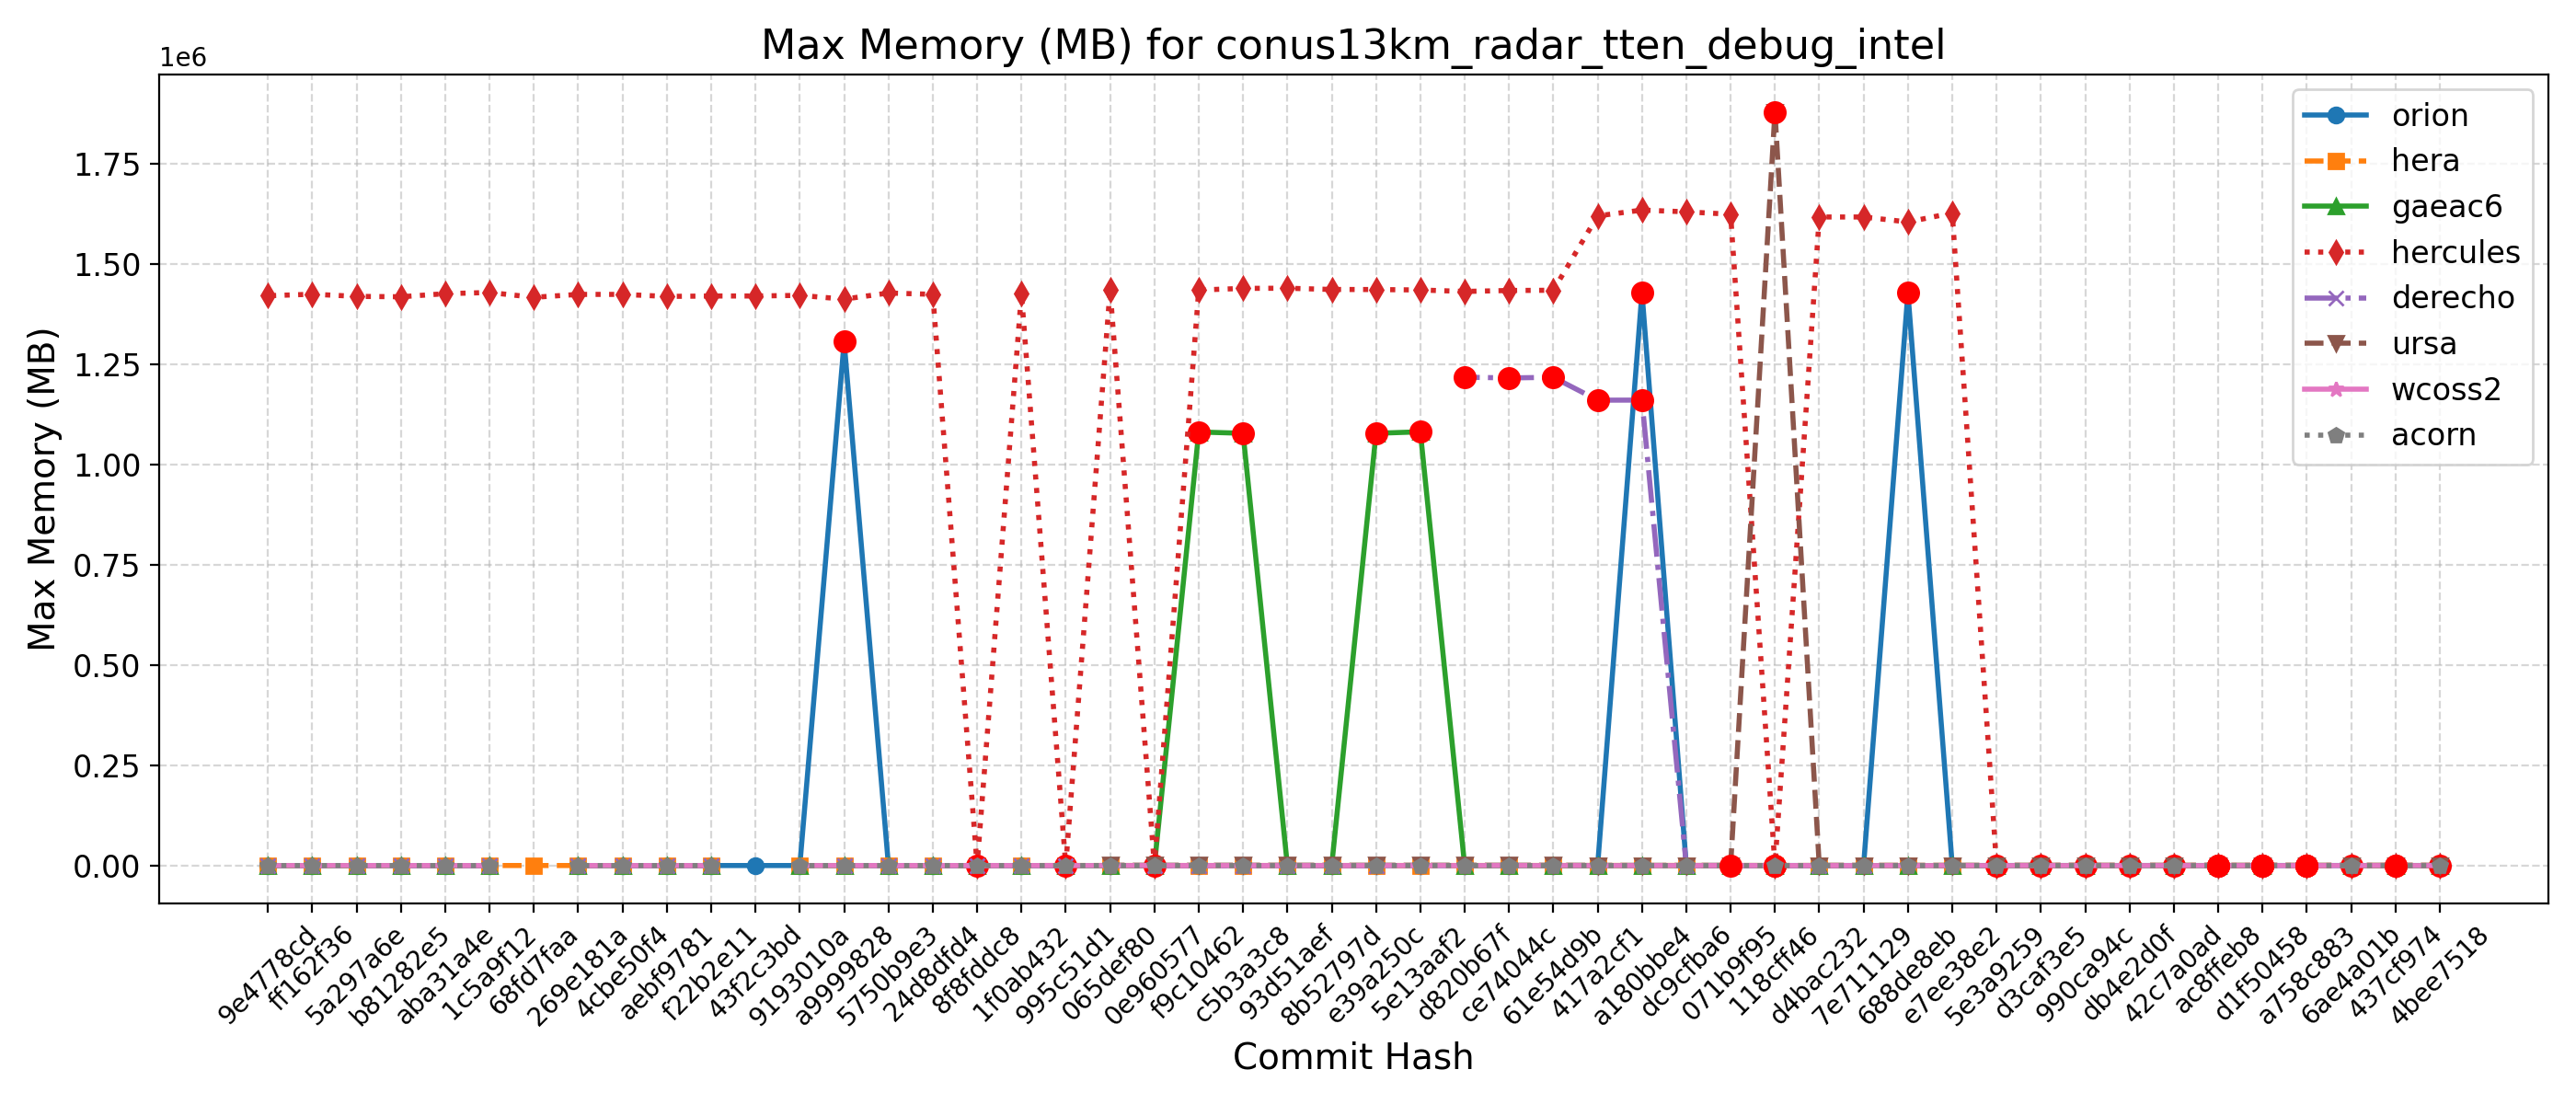 Max Memory (MB) for conus13km_radar_tten_debug_intel
1e6
Max Memory (MB)
1.75
1.50
1.25
1.00
0.75
0.50
0.25
0.00
orion
hera
gaeac6
hercules
derecho
ursa
wcoss2
acorn
9e4778cd
ff162f36
5a297a6e
b81282e5
aba31a4e
1c5a9f12
68fd7faa
269e181a
4cbe50f4
aebf9781
f22b2e11
43f2c3bd
9193010a
a9999828
5750b9e3
24d8dfd4
8f8fddc8
1f0ab432
995c51d1
065def80
0e960577
f9c10462
c5b3a3c8
93d51aef
8b52797d
e39a250c
5e13aaf2
d820b67f
ce74044c
61e54d9b
417a2cf1
a180bbe4
dc9cfba6
071b9f95
118cff46
d4bac232
7e711129
688de8eb
e7ee38e2
5e3a9259
d3caf3e5
990ca94c
db4e2d0f
42c7a0ad
ac8ffeb8
d1f50458
a758c883
6ae4a01b
437cf974
4bee7518
Commit Hash